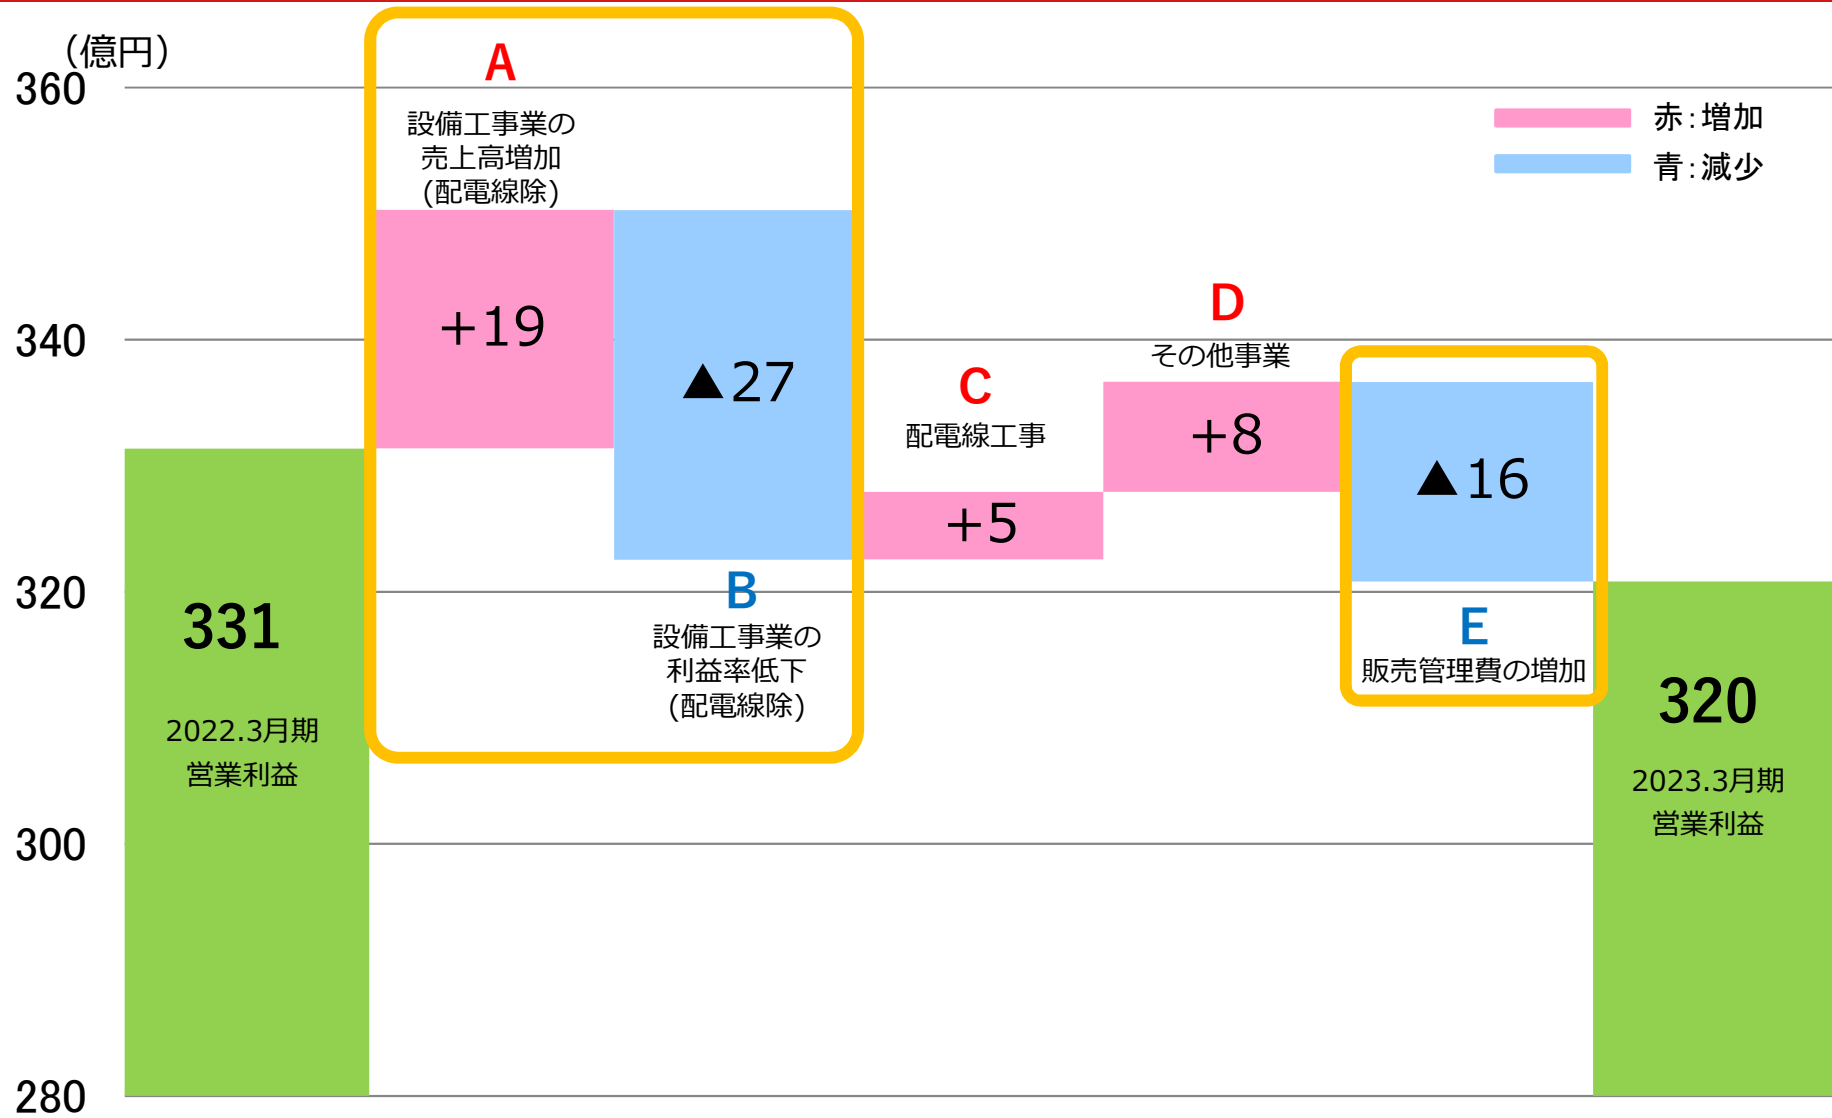 （億円）
360
340
320
300
280
赤：増加
青：減少
A
設備工事業の
売上高増加
(配電線除)
+19
▲27
B
設備工事業の
利益率低下
(配電線除)
C
配電線工事
+5
D
その他事業
+8
▲16
E
販売管理費の増加
331
2022.3月期
営業利益
320
2023.3月期
営業利益